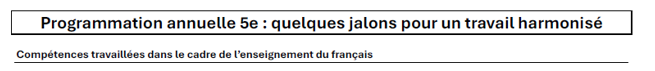 Programmation annuelle 5e : quelques jalons pour un travail harmonisé
Compétences travaillées dans le cadre de l'enseignement du français